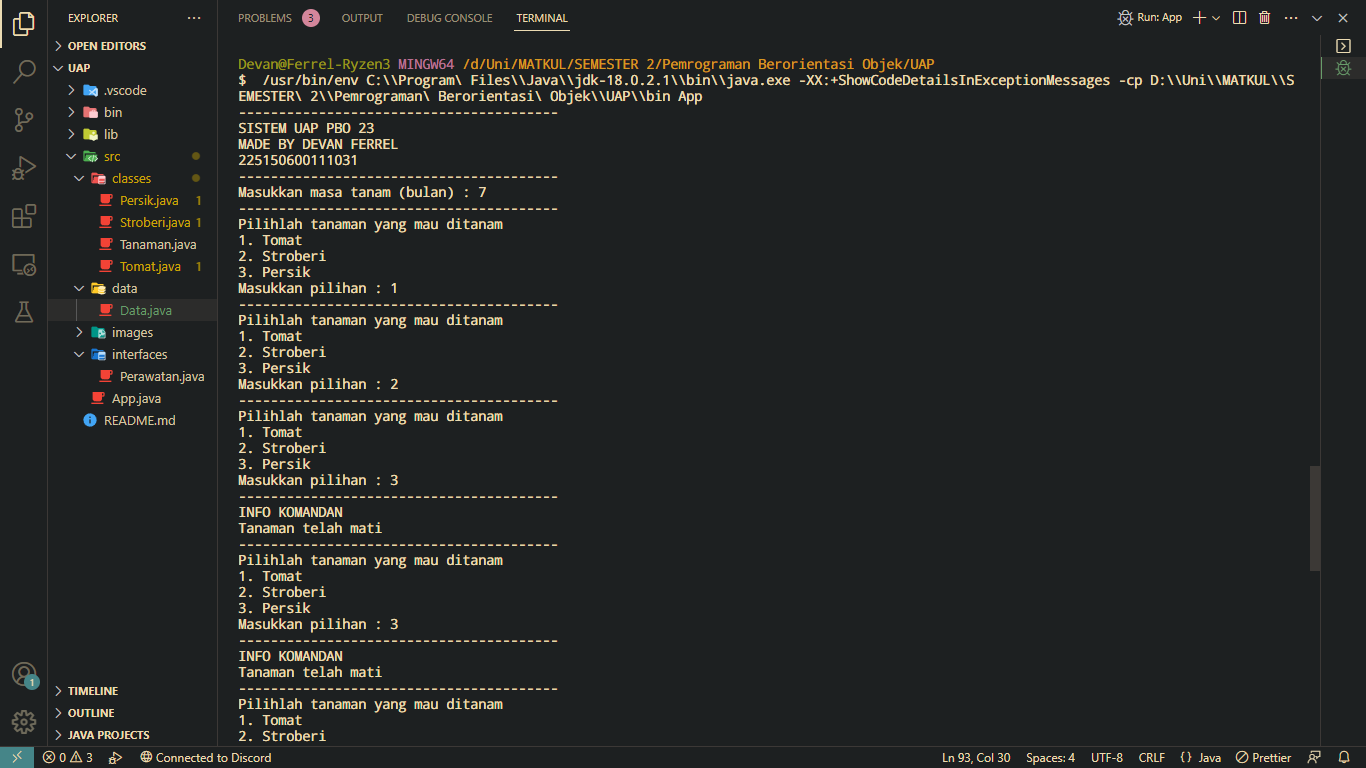 EXPLORER
OPEN EDITORS
UAP
.vscode
bin
lib
src
classes
Persik.java 1
Stroberi.java 1
Tanaman.java
Tomat.java 1
data
Data.java
images
interfaces
Perawatan.java
App.java
README.md
TIMELINE
OUTLINE
JAVA PROJECTS
1
PROBLEMS 3 OUTPUT DEBUG CONSOLE TERMINAL
Run: App
Devan@Ferrel-Ryzen3 MINGW64 /d/Uni/MATKUL/SEMESTER 2/Pemrograman Berorientasi Objek/UAP
$  /usr/bin/env C:\\Program\ Files\\Java\\jdk-18.0.2.1\\bin\\java.exe -XX:+ShowCodeDetailsInExceptionMessages -cp D:\\Uni\\MATKUL\\S
EMESTER\ 2\\Pemrograman\ Berorientasi\ Objek\\UAP\\bin App
----------------------------------------
SISTEM UAP PBO 23
MADE BY DEVAN FERREL
225150600111031
----------------------------------------
Masukkan masa tanam (bulan) : 7
----------------------------------------
Pilihlah tanaman yang mau ditanam
1. Tomat
2. Stroberi
3. Persik
Masukkan pilihan : 1
----------------------------------------
Pilihlah tanaman yang mau ditanam
1. Tomat
2. Stroberi
3. Persik
Masukkan pilihan : 2
----------------------------------------
Pilihlah tanaman yang mau ditanam
1. Tomat
2. Stroberi
3. Persik
Masukkan pilihan : 3
----------------------------------------
INFO KOMANDAN
Tanaman telah mati
----------------------------------------
Pilihlah tanaman yang mau ditanam
1. Tomat
2. Stroberi
3. Persik
Masukkan pilihan : 3
----------------------------------------
INFO KOMANDAN
Tanaman telah mati
----------------------------------------
Pilihlah tanaman yang mau ditanam
1. Tomat
2. Stroberi
0 3 Connected to Discord Ln 93, Col 30 Spaces: 4 UTF-8 CRLF {} Java Prettier